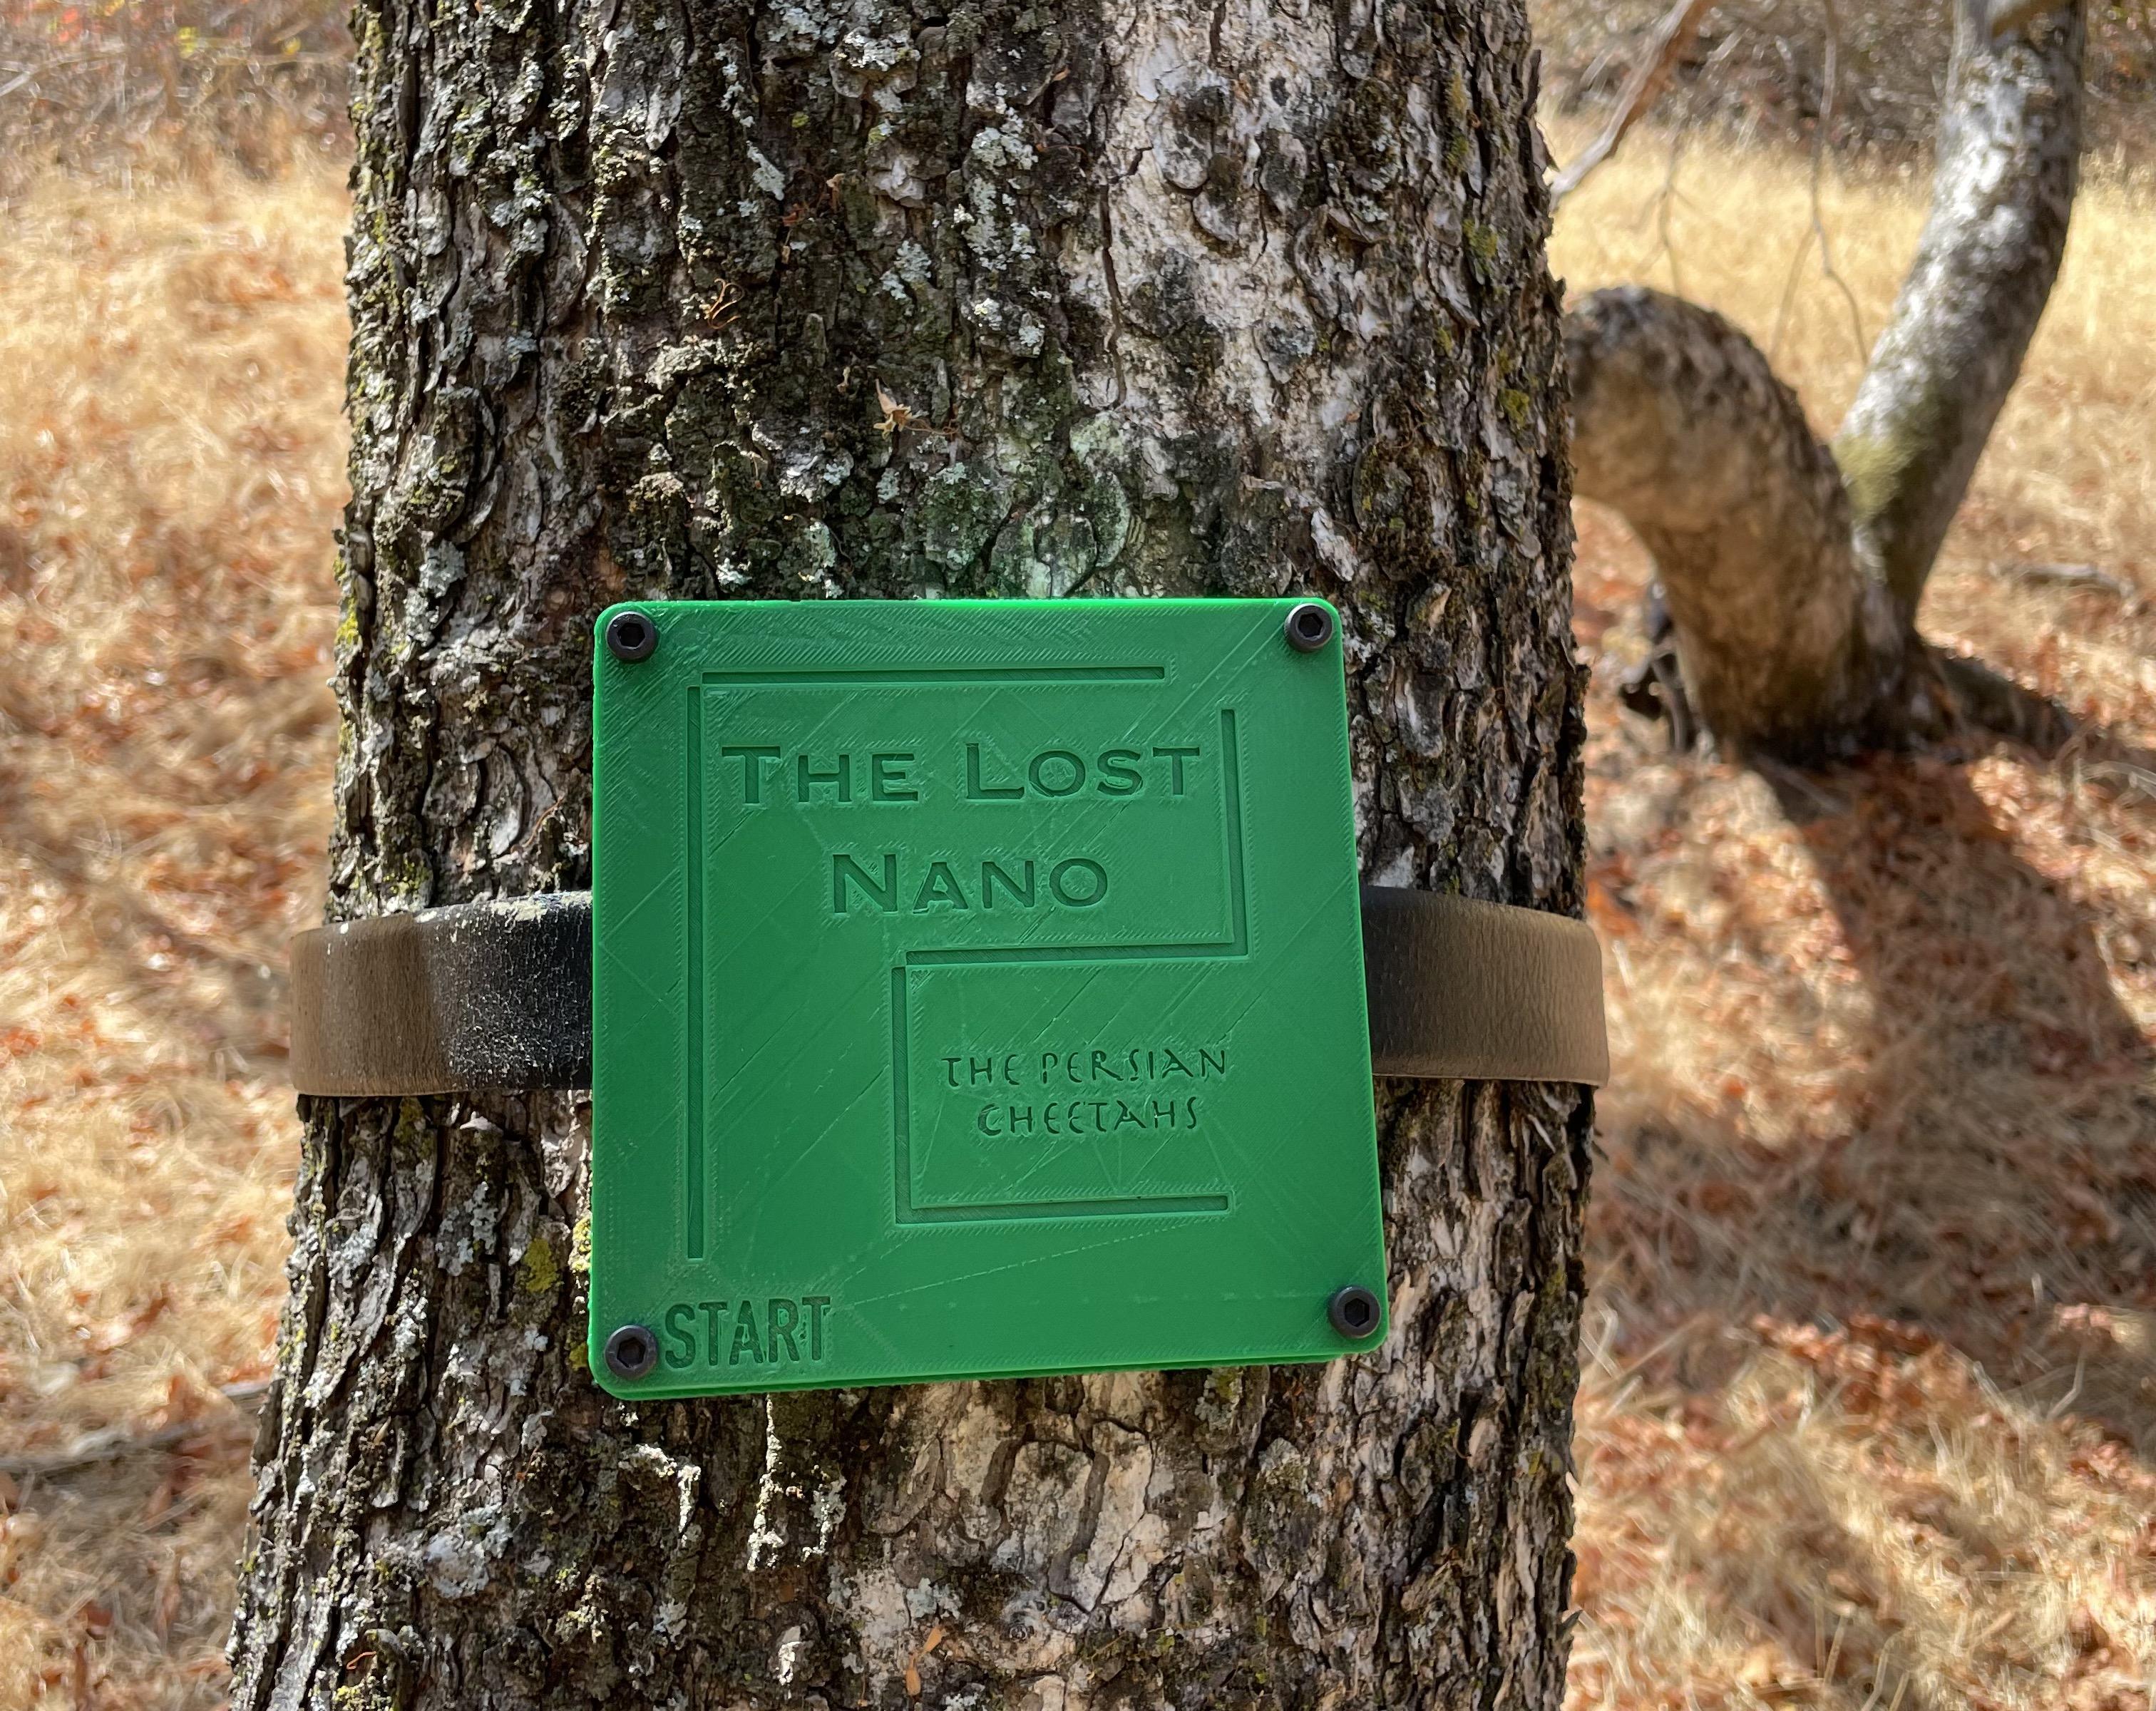 THE LOST
NANO
THE PERSIAN
CHEETAHS
START